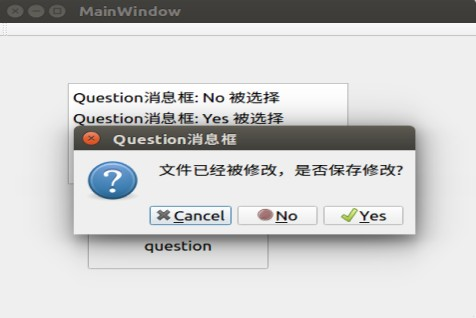 MainWindow
Question消息框: No 被选择
Question消息框: Yes 被选择
Question消息框
文件已经被修改，是否保存修改?
Cancel
No
Yes
question